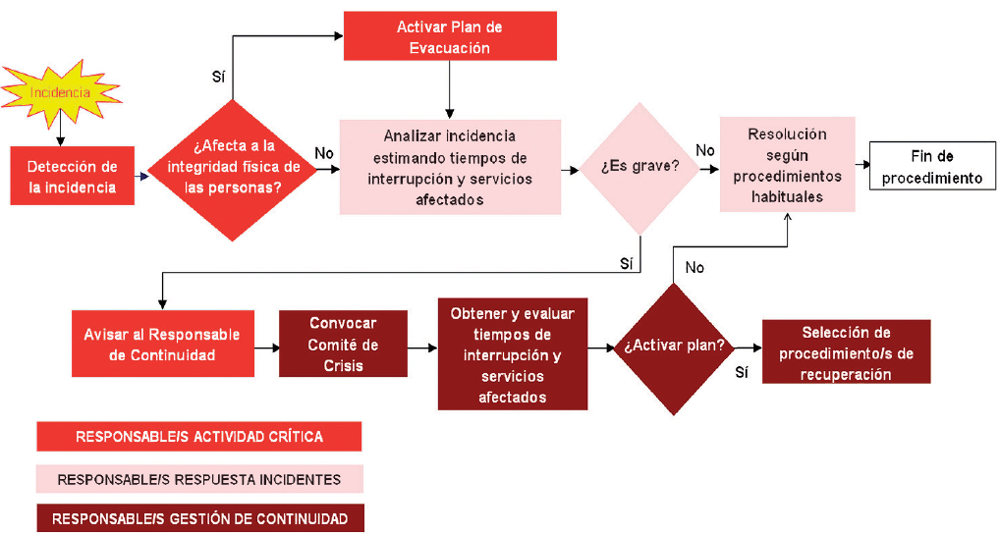 Activar Plan de
Evacuación
Sí
Incidencia
Detección de
la incidencia
¿Afecta a la
integridad física de
las personas?
No
Analizar incidencia
estimando tiempos de
interrupción y servicios
afectados
¿Es grave?
No
Resolución
según
procedimientos
habituales
Fin de
procedimiento
Sí
No
Avisar al Responsable
de Continuidad
Convocar
Comité de
Crisis
Obtener y evaluar
tiempos de
interrupción y
servicios
afectados
¿Activar plan?
Sí
Selección de
procedimiento/s de
recuperación
RESPONSABLE/S ACTIVIDAD CRÍTICA
RESPONSABLE/S RESPUESTA INCIDENTES
RESPONSABLE/S GESTIÓN DE CONTINUIDAD